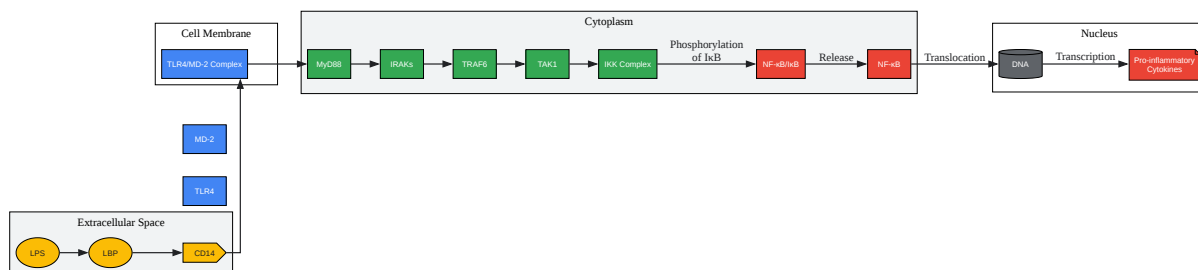 Cell Membrane
TLR4/MD-2 Complex
Cytoplasm
MyD88
IRAKs
TRAF6
TAK1
IKK Complex
Phosphorylation
of IκB
NF-κB/IκB
Release
NF-κB
Translocation
Nucleus
DNA
Transcription
Pro-inflammatory
Cytokines
MD-2
TLR4
Extracellular Space
LPS
LBP
CD14